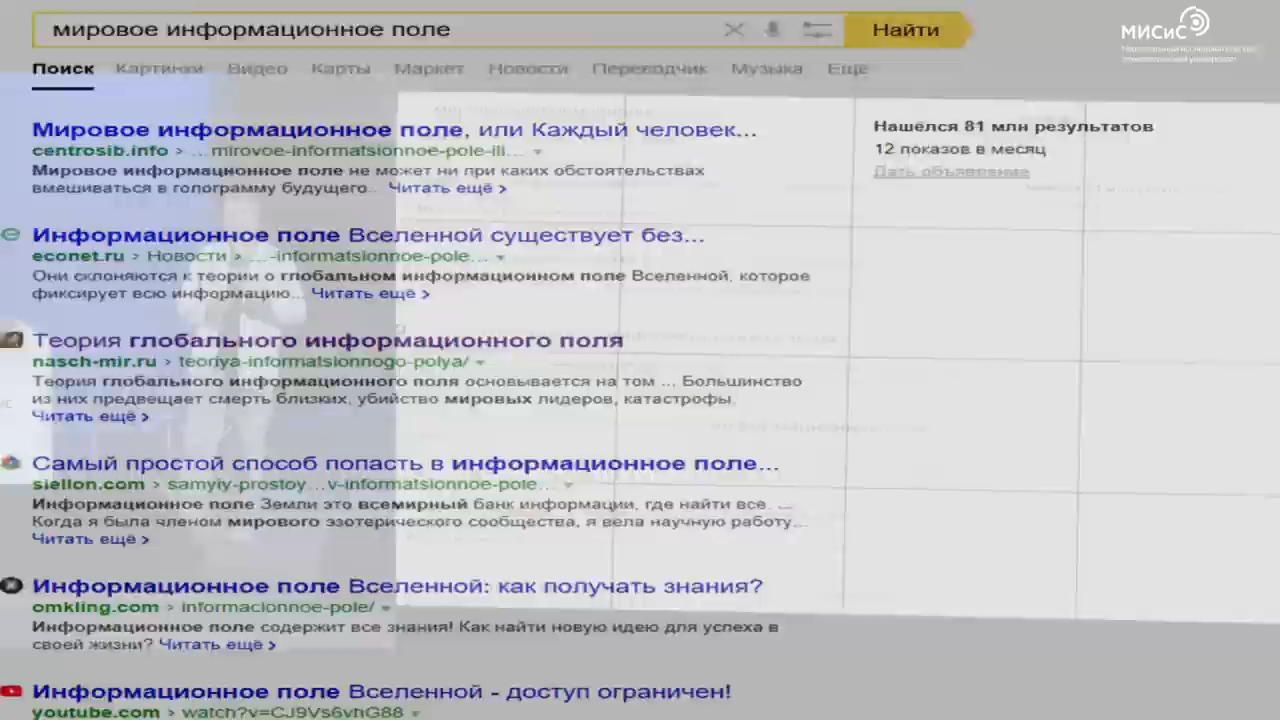 мировое информационное поле
Найти
МИСиС
Поиск Картинки Видео Карты Маркет Новости Переводчик Музыка Ещё
Мировое информационное поле, или Каждый человек...
centrosib.info > ...mirovoe-informatsionnoe-pole-ili...
Мировое информационное поле не может ни при каких обстоятельствах
вмешиваться в голограмму будущего... Читать ещё >
Нашёлся 81 млн результатов
12 показов в месяц
Дать объявление
Информационное поле Вселенной существует без...
econet.ru > Новости > ...-informatsionnoe-pole...
Они склоняются к теории о глобальном информационном поле Вселенной, которое
фиксирует всю информацию... Читать ещё >
Теория глобального информационного поля
nasch-mir.ru > teoriya-informatsionnogo-polya/
Теория глобального информационного поля основывается на том ... Большинство
из них предвещает смерть близких, убийство мировых лидеров, катастрофы.
Читать ещё >
Самый простой способ попасть в информационное поле...
siellon.com > samyiy-prostoy...v-informatsionnoe-pole...
Информационное поле Земли это всемирный банк информации, где найти все. ...
Когда я была членом мирового эзотерического сообщества, я вела научную работу...
Читать ещё >
Информационное поле Вселенной: как получать знания?
omkling.com > informacionnoe-pole/
Информационное поле содержит все знания! Как найти новую идею для успеха в
своей жизни? Читать ещё >
Информационное поле Вселенной - доступ ограничен!
youtube.com > watch?v=CJ9Vs6vhG88